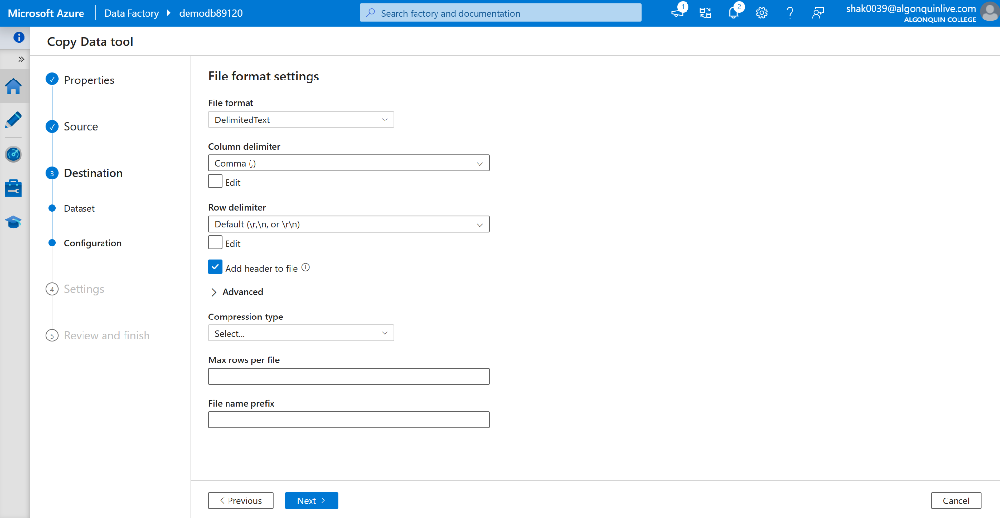 Microsoft Azure
Data Factory
demodb89120
Search factory and documentation
1
2
shak0039@algonquinlive.com
ALGONQUIN COLLEGE
Copy Data tool
Properties
Source
3 Destination
Dataset
Configuration
4 Settings
5 Review and finish
File format settings
File format
DelimitedText
Column delimiter
Comma (,)
Edit
Row delimiter
Default (\r,\n, or \r\n)
Edit
Add header to file
Advanced
Compression type
Select...
Max rows per file
File name prefix
< Previous
Next >
Cancel